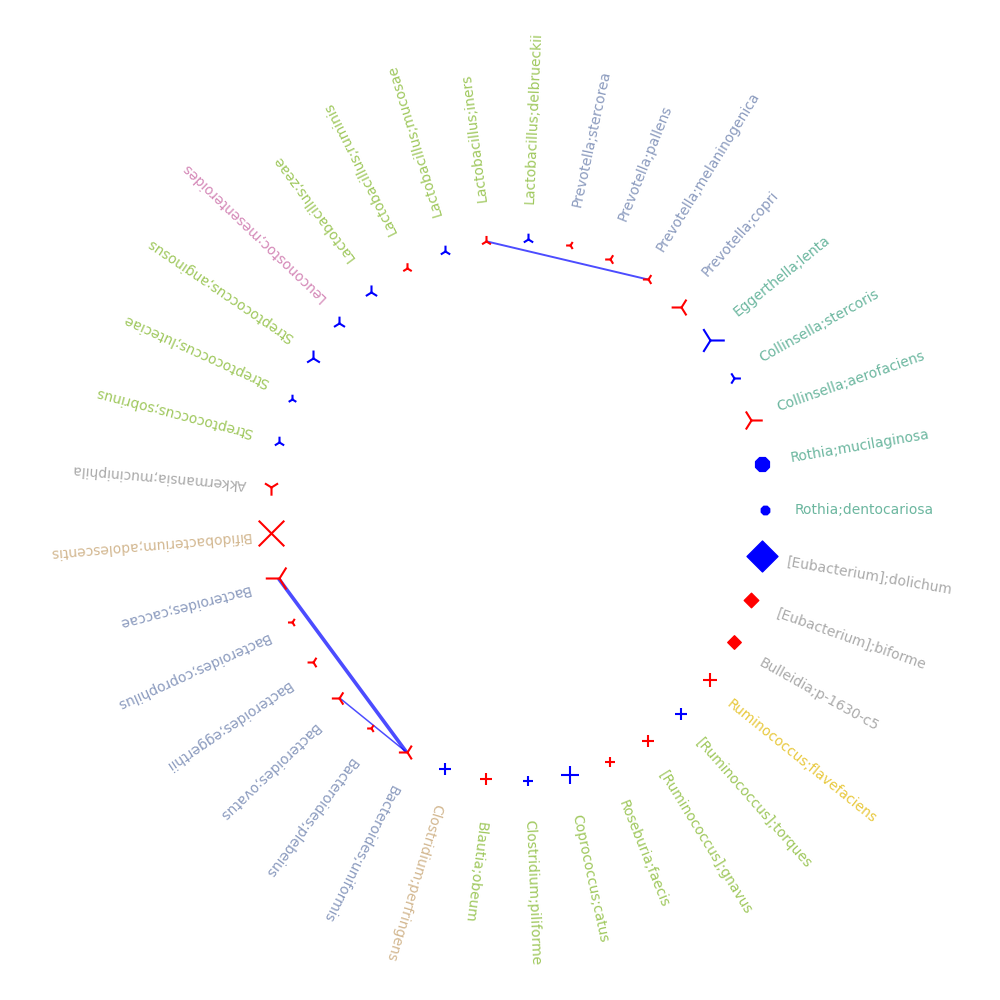 Lactobacillus;delbrueckii
Prevotella;stercorea
Prevotella;pallens
Prevotella;melaninogenica
Prevotella;copri
Eggerthella;lenta
Collinsella;stercoris
Collinsella;aerofaciens
Rothia;mucilaginosa
Rothia;dentocariosa
[Eubacterium];dolichum
[Eubacterium];biforme
Bulleidia;p-1630-c5
Ruminococcus;flavefaciens
[Ruminococcus];torques
[Ruminococcus];gnavus
Roseburia;faecis
Coprococcus;catus
Clostridium;piliforme
Blautia;obeum
Clostridium;perfringens
Bacteroides;uniformis
Bacteroides;plebeius
Bacteroides;ovatus
Bacteroides;eggerthii
Bacteroides;coprophilus
Bacteroides;caccae
Bifidobacterium;adolescentis
Akkermansia;muciniphila
Streptococcus;sobrinus
Streptococcus;luteciae
Streptococcus;anginosus
Leuconostoc;mesenteroides
Lactobacillus;zeae
Lactobacillus;ruminis
Lactobacillus;mucosae
Lactobacillus;iners